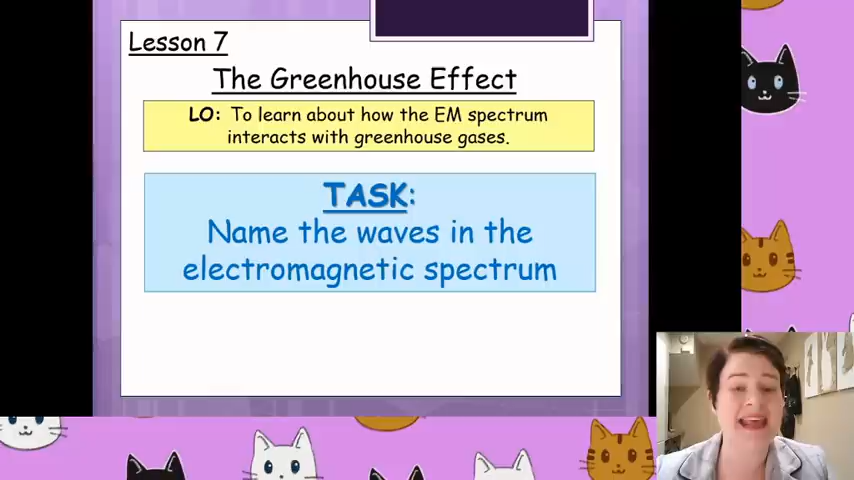 Lesson 7
The Greenhouse Effect
LO: To learn about how the EM spectrum
interacts with greenhouse gases.
TASK:
Name the waves in the
electromagnetic spectrum